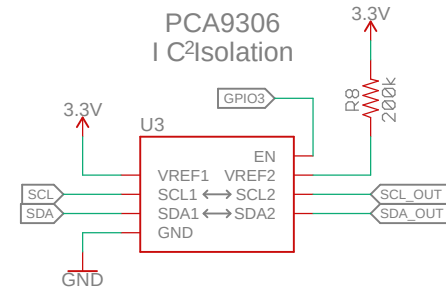 PCA9306
I C²Isolation
3.3V
GPIO3
R8
200k
3.3V
U3
EN
VREF1
VREF2
SCL
SCL1
SCL2
SCL_OUT
SDA
SDA1
SDA2
SDA_OUT
GND
GND